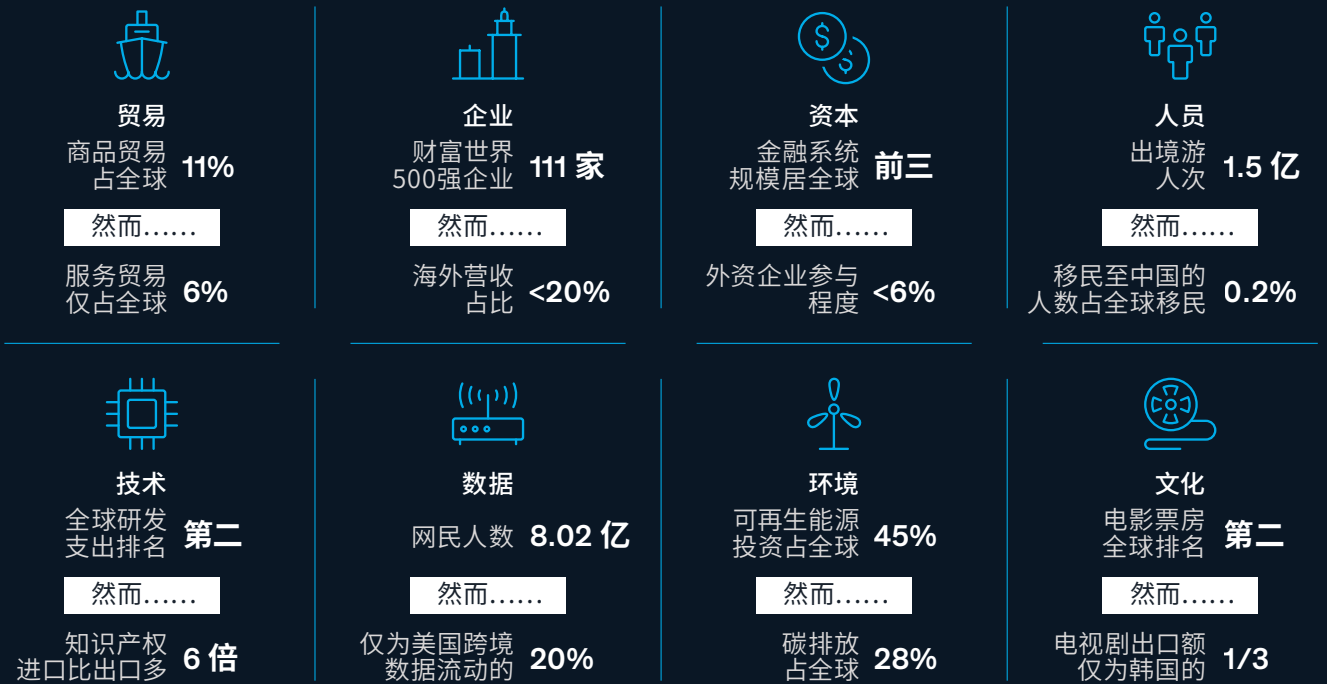 贸易
商品贸易
占全球
11%
然而……
服务贸易
仅占全球
6%
企业
财富世界
500强企业
111 家
然而……
海外营收
占比
<20%
资本
金融系统
规模居全球
前三
然而……
外资企业参与
程度
<6%
人员
出境游
人次
1.5 亿
然而……
移民至中国的
人数占全球移民
0.2%
技术
全球研发
支出排名
第二
然而……
知识产权
进口比出口多
6 倍
数据
网民人数
8.02 亿
然而……
仅为美国跨境
数据流动的
20%
环境
可再生能源
投资占全球
45%
然而……
碳排放
占全球
28%
文化
电影票房
全球排名
第二
然而……
电视剧出口额
仅为韩国的
1/3